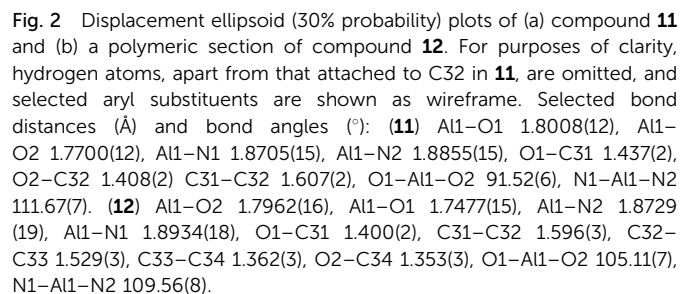 Fig. 2 Displacement ellipsoid (30% probability) plots of (a) compound 11
and (b) a polymeric section of compound 12. For purposes of clarity,
hydrogen atoms, apart from that attached to C32 in 11, are omitted, and
selected aryl substituents are shown as wireframe. Selected bond
distances (Å) and bond angles (°): (11) Al1–O1 1.8008(12), Al1–
O2 1.7700(12), Al1–N1 1.8705(15), Al1–N2 1.8855(15), O1–C31 1.437(2),
O2–C32 1.408(2) C31–C32 1.607(2), O1–Al1–O2 91.52(6), N1–Al1–N2
111.67(7). (12) Al1–O2 1.7962(16), Al1–O1 1.7477(15), Al1–N2 1.8729
(19), Al1–N1 1.8934(18), O1–C31 1.400(2), C31–C32 1.596(3), C32–
C33 1.529(3), C33–C34 1.362(3), O2–C34 1.353(3), O1–Al1–O2 105.11(7),
N1–Al1–N2 109.56(8).